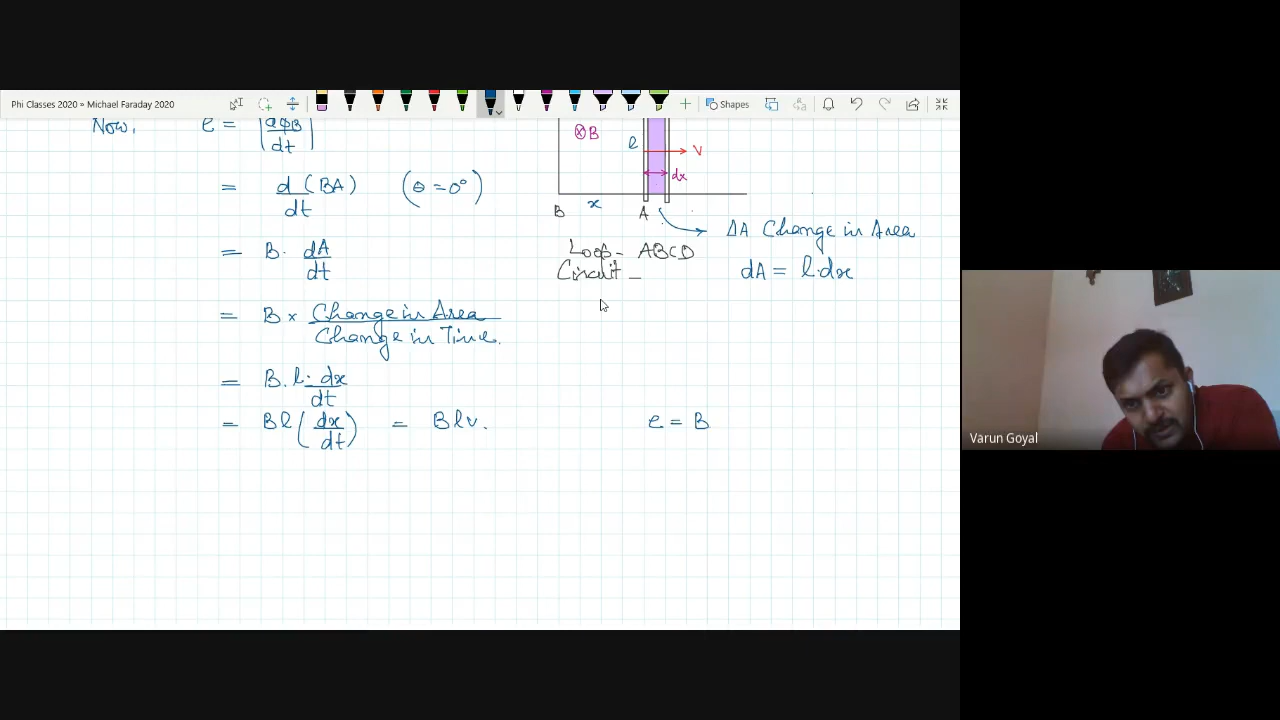 Phi Classes 2020 » Michael Faraday 2020
Shapes
Now, e = |dϕB/dt|
= d/dt (BA) (θ = 0°)
= B. dA/dt
= B × Change in Area / Change in Time.
= B. l. dx/dt
= Bl (dx/dt) = Blv.
⊗B
l
V
dx
B
x
A
ΔA Change in Area
dA = l.dx
Loop - ABCD
Circuit -
e = B
Varun Goyal